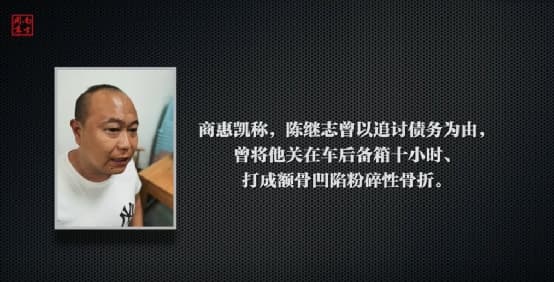 商惠凯称，陈继志曾以追讨债务为由，
曾将他关在车后备箱十小时、
打成额骨凹陷粉碎性骨折。